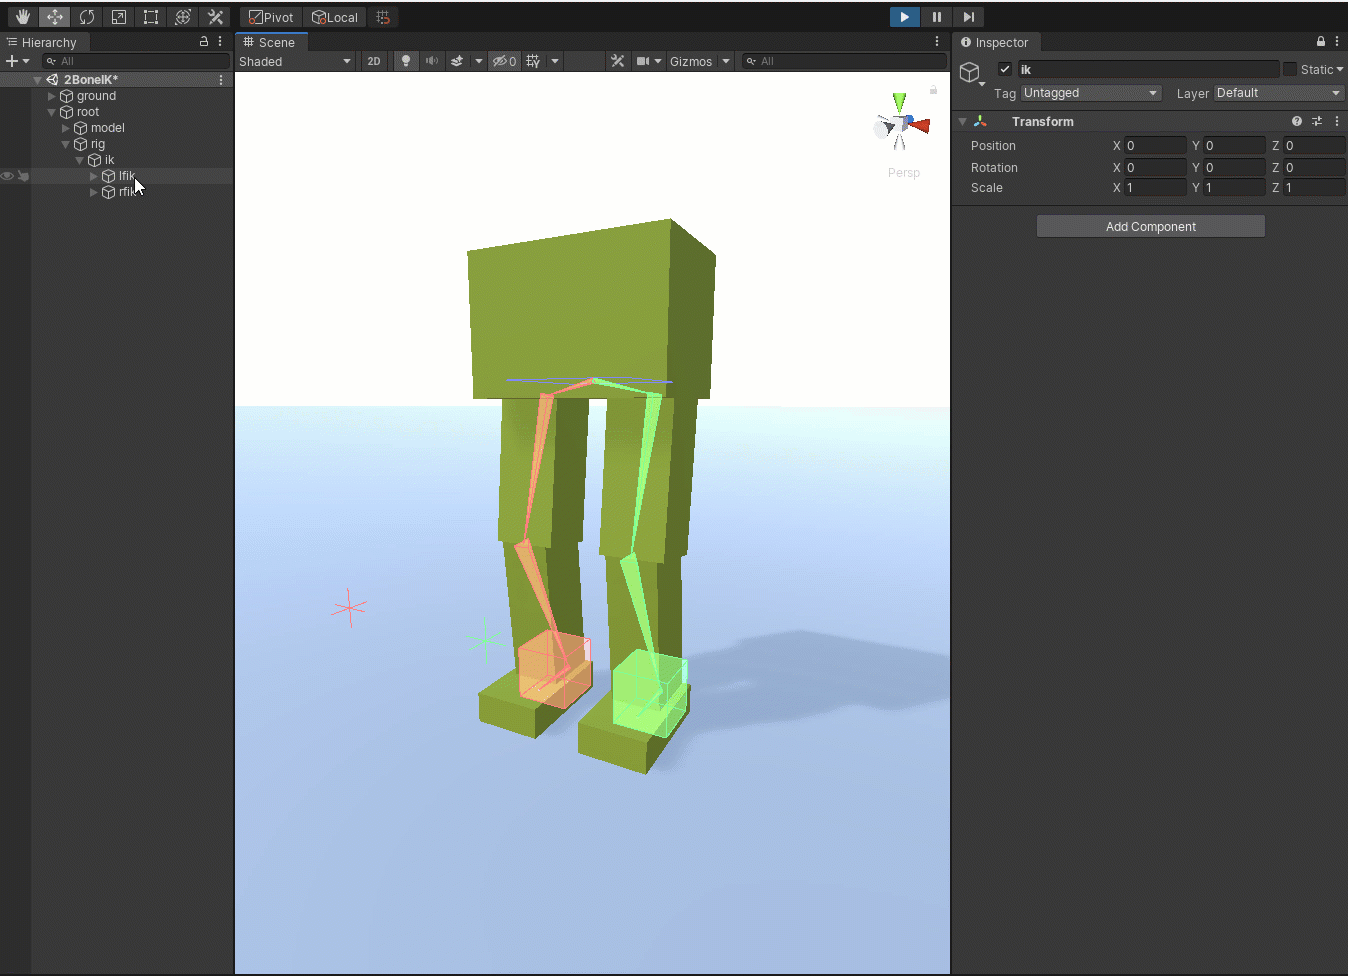 Pivot Local
Hierarchy
All
2BoneIK*
ground
root
model
rig
ik
lfik
rfik
Scene
Shaded 2D 0 Gizmos All
Persp
Inspector
ik Static
Tag Untagged Layer Default
Transform
Position X 0 Y 0 Z 0
Rotation X 0 Y 0 Z 0
Scale X 1 Y 1 Z 1
Add Component